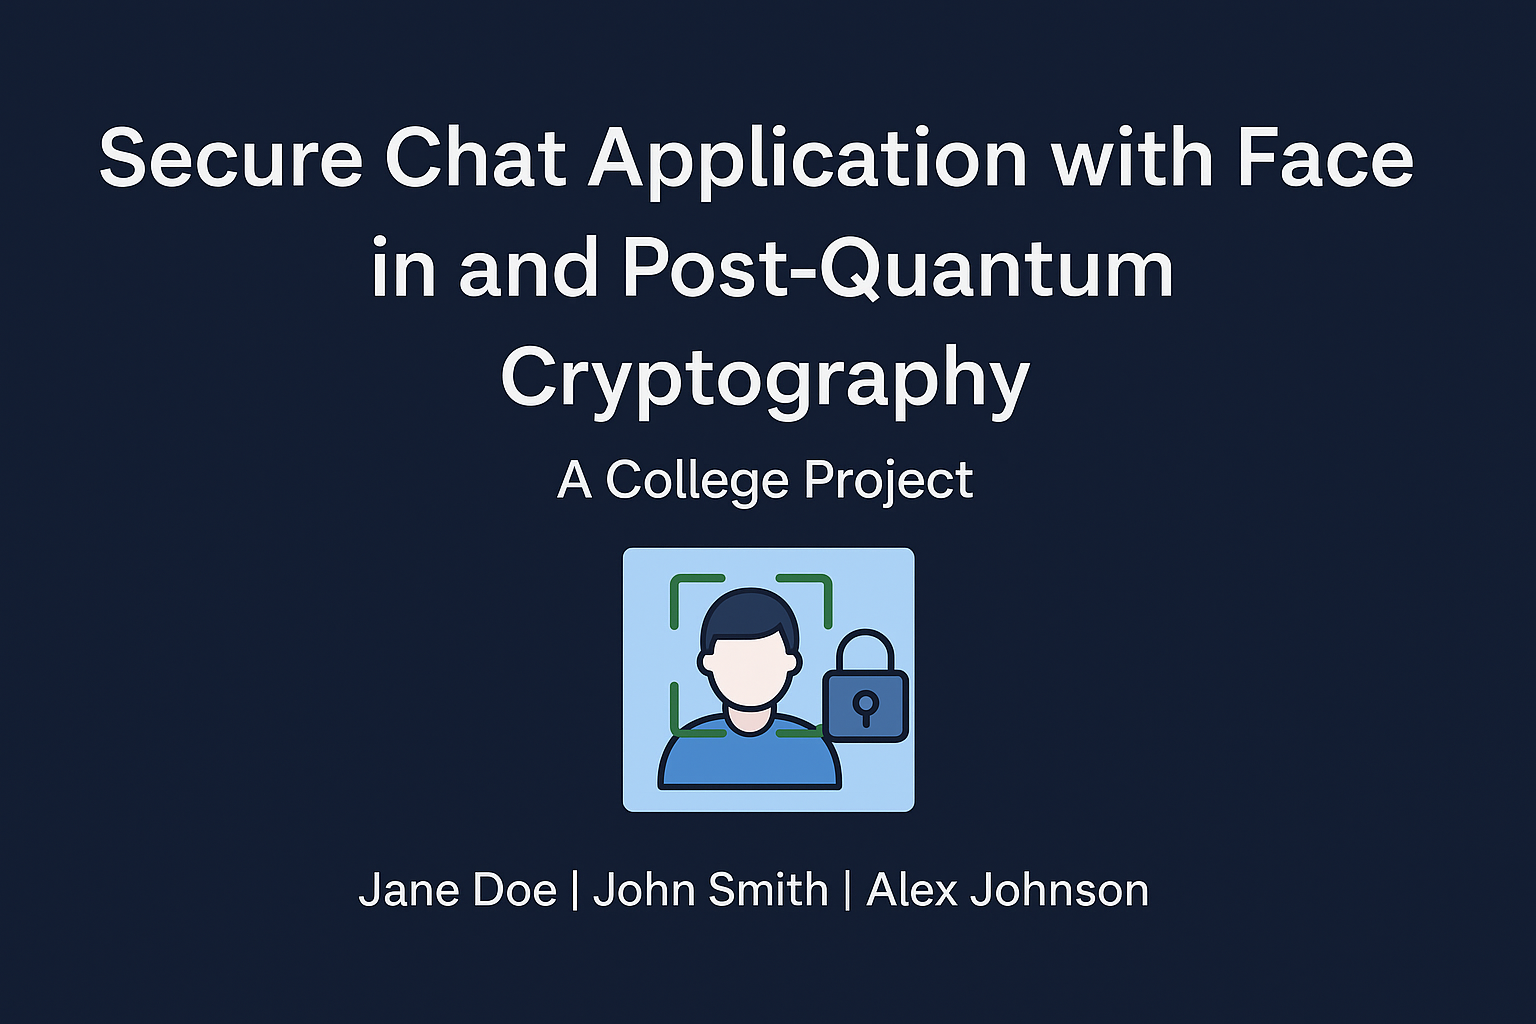 Secure Chat Application with Face
in and Post-Quantum
Cryptography
A College Project
Jane Doe | John Smith | Alex Johnson